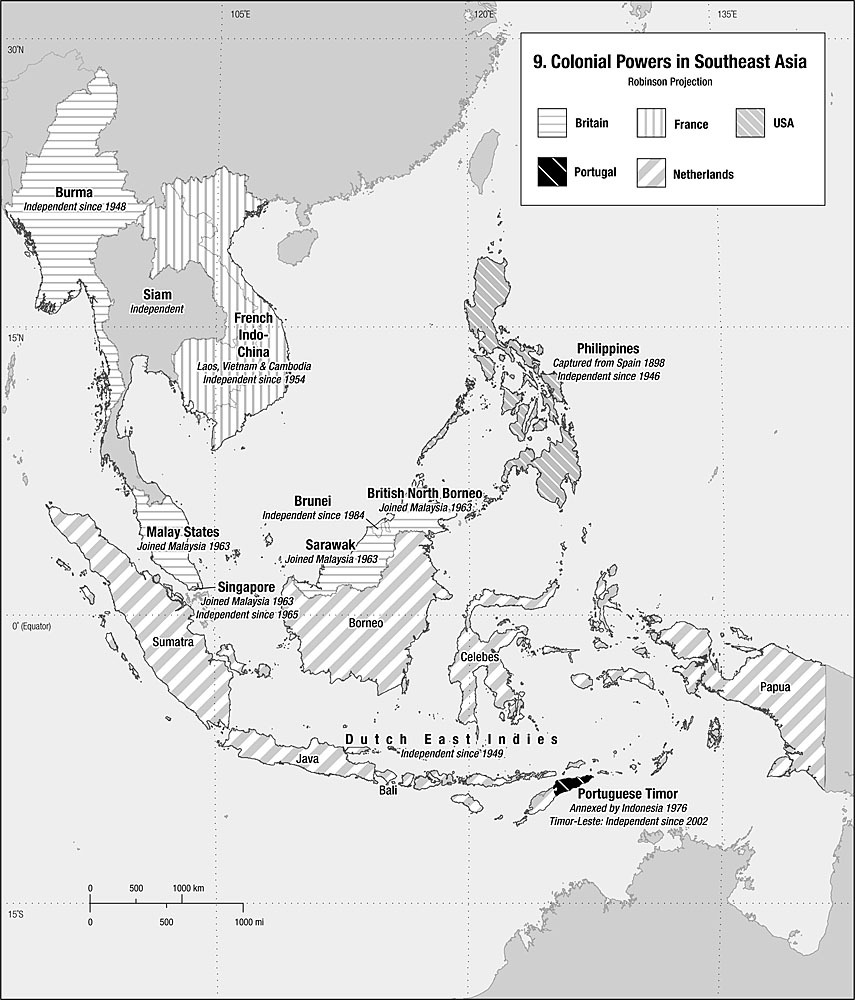 105°E
120°E
135°E
30°N
9. Colonial Powers in Southeast Asia
Robinson Projection
Britain
France
USA
Portugal
Netherlands
Burma
Independent since 1948
Siam
Independent
French
Indo-
China
Laos, Vietnam & Cambodia
Independent since 1954
15°N
Philippines
Captured from Spain 1898
Independent since 1946
British North Borneo
Joined Malaysia 1963
Brunei
Independent since 1984
Malay States
Joined Malaysia 1963
Sarawak
Joined Malaysia 1963
Singapore
Joined Malaysia 1963
Independent since 1965
0° (Equator)
Sumatra
Borneo
Celebes
Papua
Dutch East Indies
Independent since 1949
Java
Bali
Portuguese Timor
Annexed by Indonesia 1976
Timor-Leste: Independent since 2002
0 500 1000 km
0 500 1000 mi
15°S